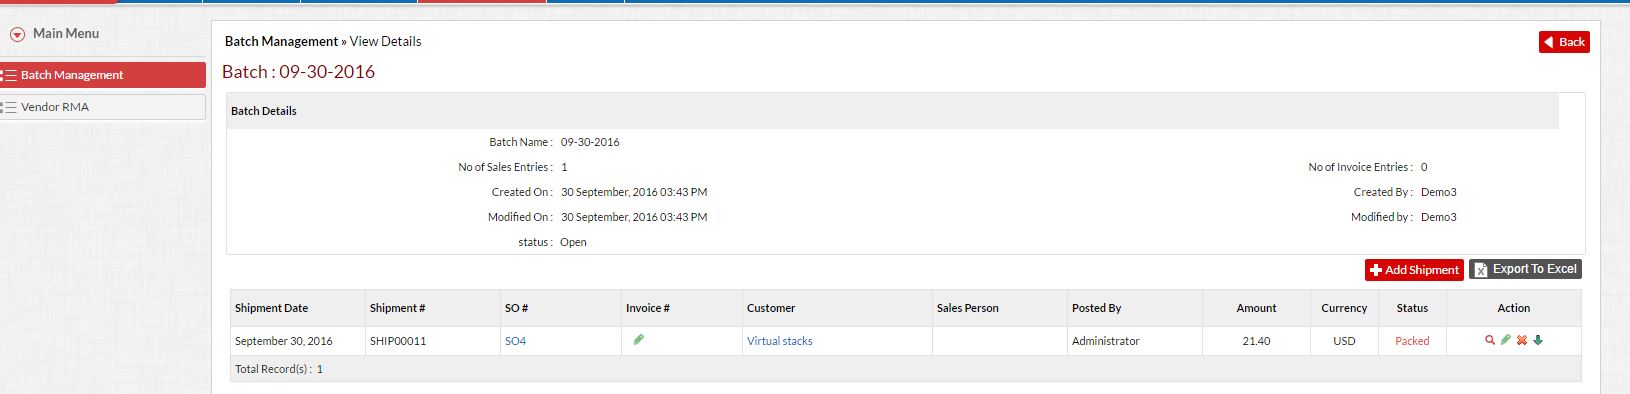 Main Menu
Batch Management
Vendor RMA
Batch Management » View Details
Back
Batch : 09-30-2016
Batch Details
Batch Name : 09-30-2016
No of Sales Entries : 1 No of Invoice Entries : 0
Created On : 30 September, 2016 03:43 PM Created By : Demo3
Modified On : 30 September, 2016 03:43 PM Modified by : Demo3
status : Open
Add Shipment Export To Excel
Shipment Date Shipment # SO # Invoice # Customer Sales Person Posted By Amount Currency Status Action
September 30, 2016 SHIP00011 SO4 Virtual stacks Administrator 21.40 USD Packed
Total Record(s) : 1